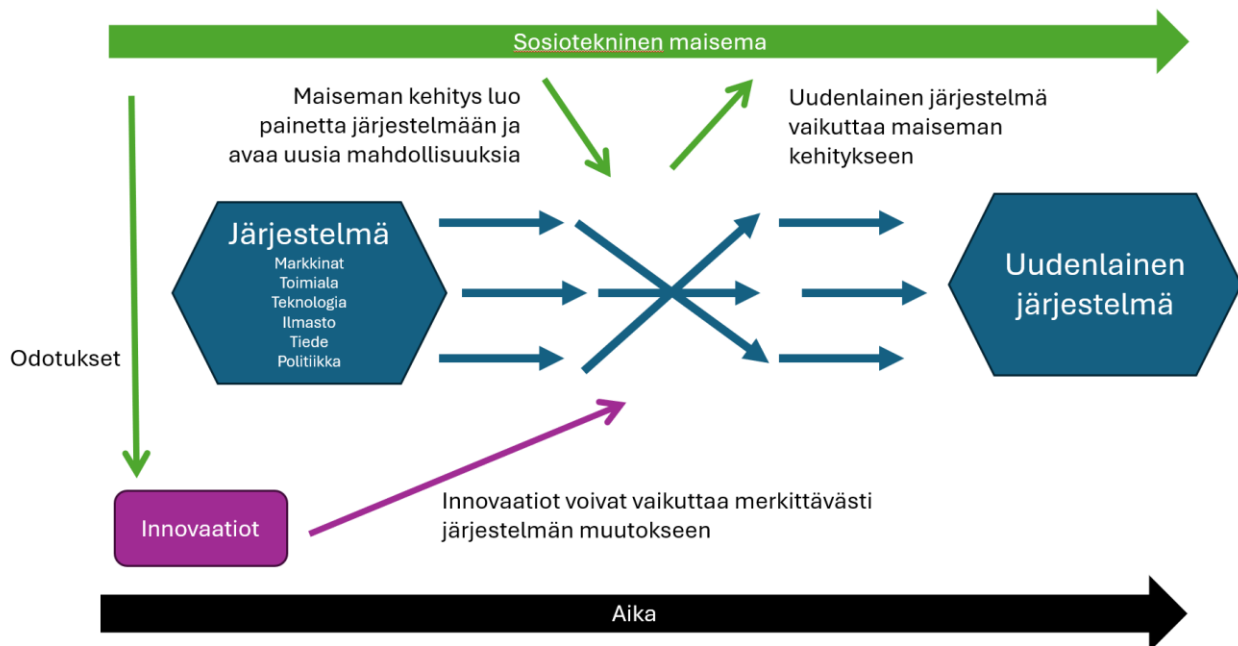 Sosiotekninen maisema
Maiseman kehitys luo
painetta järjestelmään ja
avaa uusia mahdollisuuksia
Uudenlainen järjestelmä
vaikuttaa maiseman
kehitykseen
Järjestelmä
Markkinat
Toimiala
Teknologia
Ilmasto
Tiede
Politiikka
Uudenlainen
järjestelmä
Odotukset
Innovaatiot
Innovaatiot voivat vaikuttaa merkittävästi
järjestelmän muutokseen
Aika